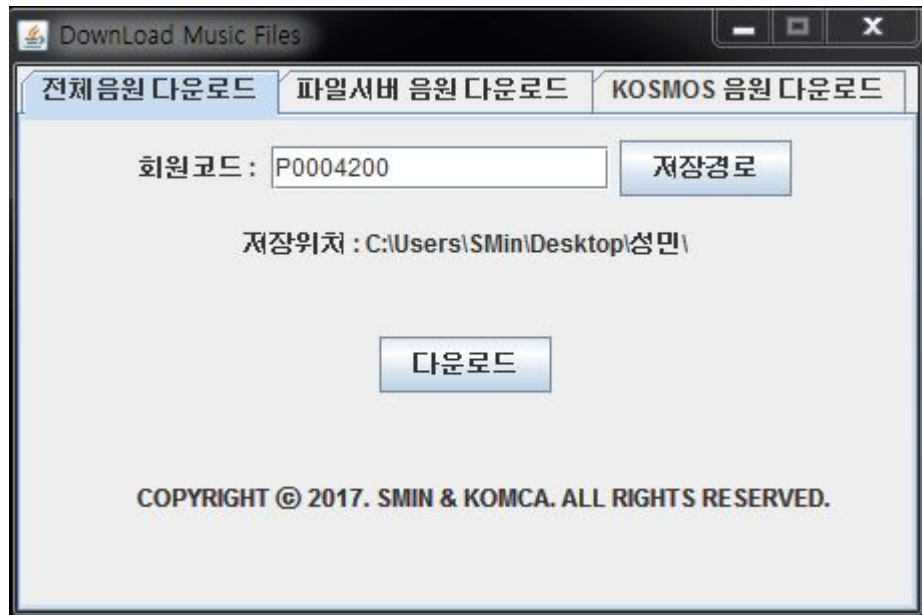 DownLoad Music Files
전체음원 다운로드 파일서버 음원 다운로드 KOSMOS 음원 다운로드
회원코드 : P0004200 저장경로
저장위치 : C:\Users\SMin\Desktop\성민\
다운로드
COPYRIGHT ⓒ 2017. SMIN & KOMCA. ALL RIGHTS RESERVED.